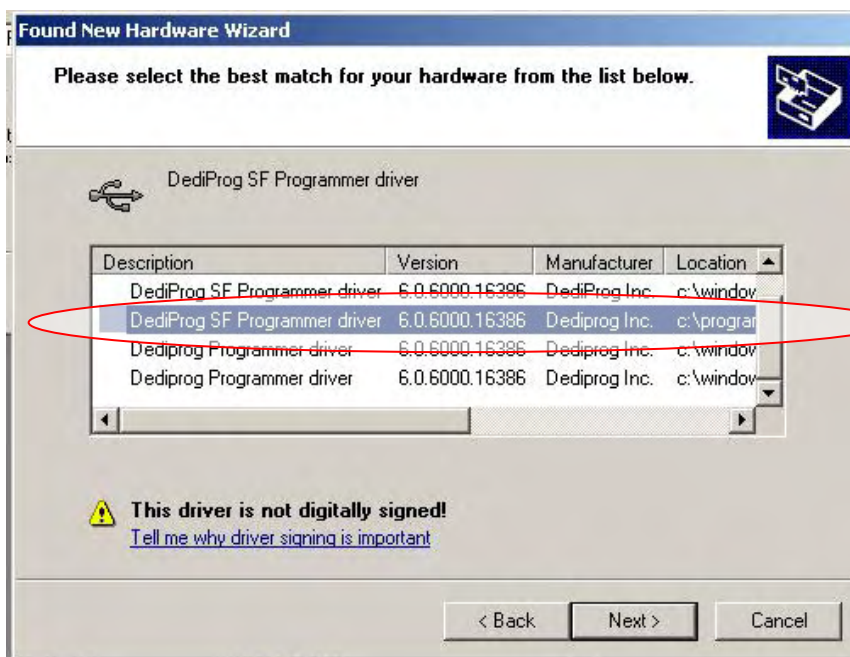 Found New Hardware Wizard
Please select the best match for your hardware from the list below.
DediProg SF Programmer driver
Description Version Manufacturer Location
DediProg SF Programmer driver 6.0.6000.16386 DediProg Inc. c:\window
DediProg SF Programmer driver 6.0.6000.16386 Dediprog Inc. c:\program
Dediprog Programmer driver 6.0.6000.16386 Dediprog Inc. c:\window
Dediprog Programmer driver 6.0.6000.16386 Dediprog Inc. c:\window
This driver is not digitally signed!
Tell me why driver signing is important
< Back Next > Cancel